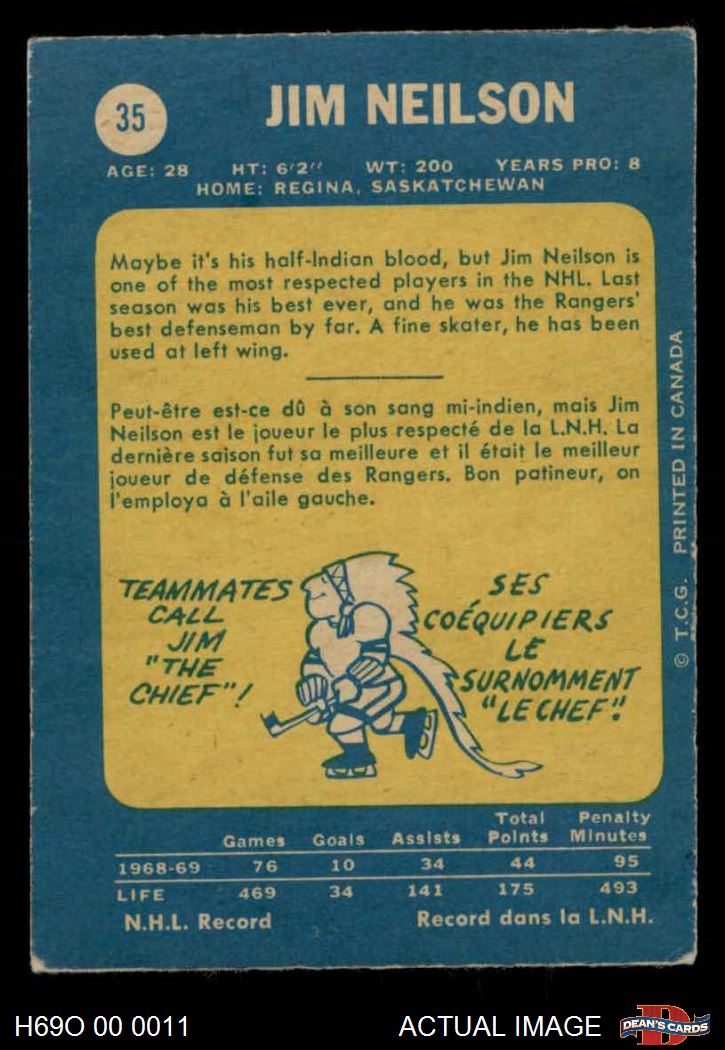 35
JIM NEILSON
AGE: 28 HT: 6'2'' WT: 200 YEARS PRO: 8
HOME: REGINA, SASKATCHEWAN
Maybe it's his half-Indian blood, but Jim Neilson is
one of the most respected players in the NHL. Last
season was his best ever, and he was the Rangers'
best defenseman by far. A fine skater, he has been
used at left wing.
Peut-être est-ce dû à son sang mi-indien, mais Jim
Neilson est le joueur le plus respecté de la L.N.H. La
dernière saison fut sa meilleure et il était le meilleur
joueur de défense des Rangers. Bon patineur, on
l'employa à l'aile gauche.
TEAMMATES
CALL
JIM
"THE
CHIEF"!
SES
COÉQUIPIERS
LE
SURNOMMENT
"LE CHEF".
© T.C.G. PRINTED IN CANADA
Games Goals Assists Total Points Penalty Minutes
1968-69 76 10 34 44 95
LIFE 469 34 141 175 493
N.H.L. Record Record dans la L.N.H.
H69O 00 0011 ACTUAL IMAGE
D
DEAN'S CARDS